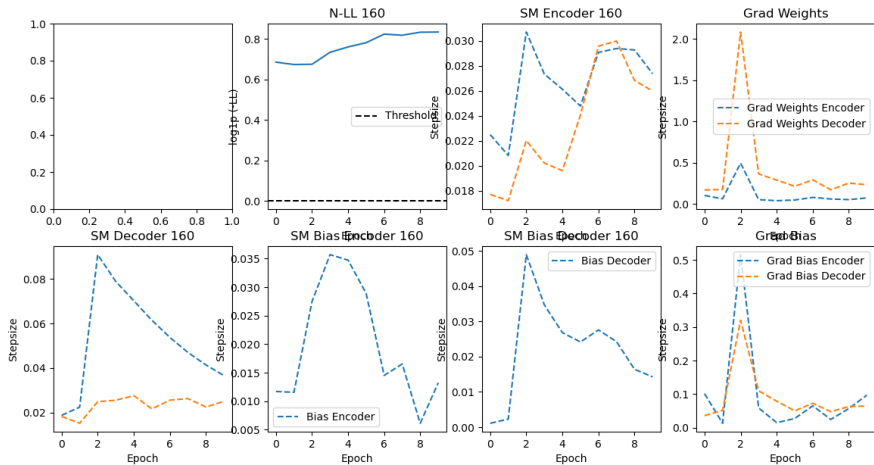 N-LL 160
SM Encoder 160
Grad Weights
1.0
0.8
0.6
0.4
0.2
0.0
0.0 0.2 0.4 0.6 0.8 1.0
log1p (-LL)
0.8
0.6
0.4
0.2
0.0
Threshold
0 2 4 6 8
Epoch
Stepsize
0.030
0.028
0.026
0.024
0.022
0.020
0.018
0 2 4 6 8
Epoch
Stepsize
2.0
1.5
1.0
0.5
0.0
Grad Weights Encoder
Grad Weights Decoder
0 2 4 6 8
Epoch
SM Decoder 160
SM Bias Encoder 160
SM Bias Decoder 160
Grad Bias
Stepsize
0.08
0.06
0.04
0.02
0 2 4 6 8
Epoch
Stepsize
0.035
0.030
0.025
0.020
0.015
0.010
0.005
Bias Encoder
0 2 4 6 8
Epoch
Stepsize
0.05
0.04
0.03
0.02
0.01
0.00
Bias Decoder
0 2 4 6 8
Epoch
Stepsize
0.5
0.4
0.3
0.2
0.1
0.0
Grad Bias Encoder
Grad Bias Decoder
0 2 4 6 8
Epoch